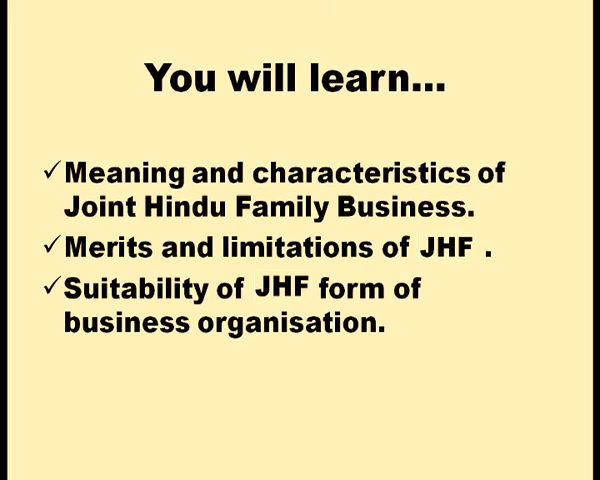 You will learn...
✓Meaning and characteristics of
Joint Hindu Family Business.
✓Merits and limitations of JHF .
✓Suitability of JHF form of
business organisation.